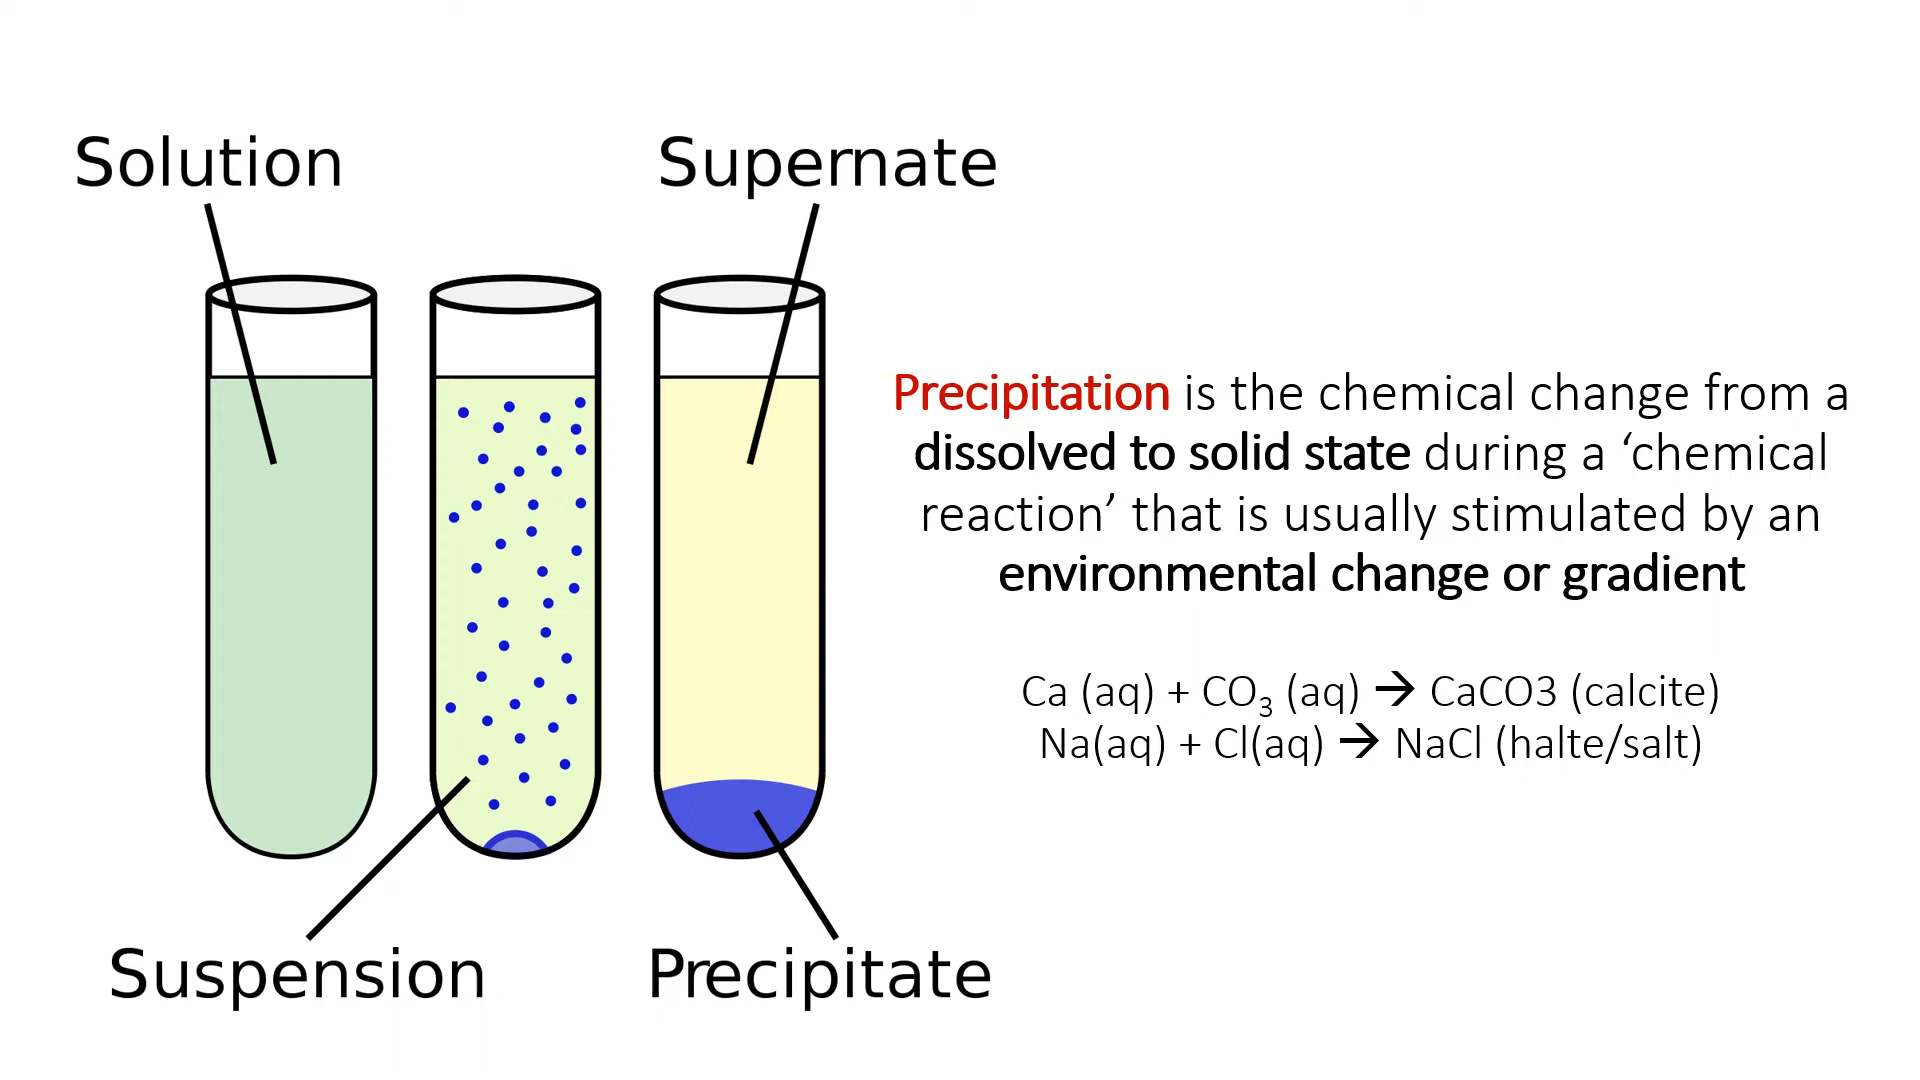 Solution
Supernate
Precipitation is the chemical change from a
dissolved to solid state during a ‘chemical
reaction’ that is usually stimulated by an
environmental change or gradient
Ca (aq) + CO₃ (aq) → CaCO3 (calcite)
Na(aq) + Cl(aq) → NaCl (halte/salt)
Suspension
Precipitate